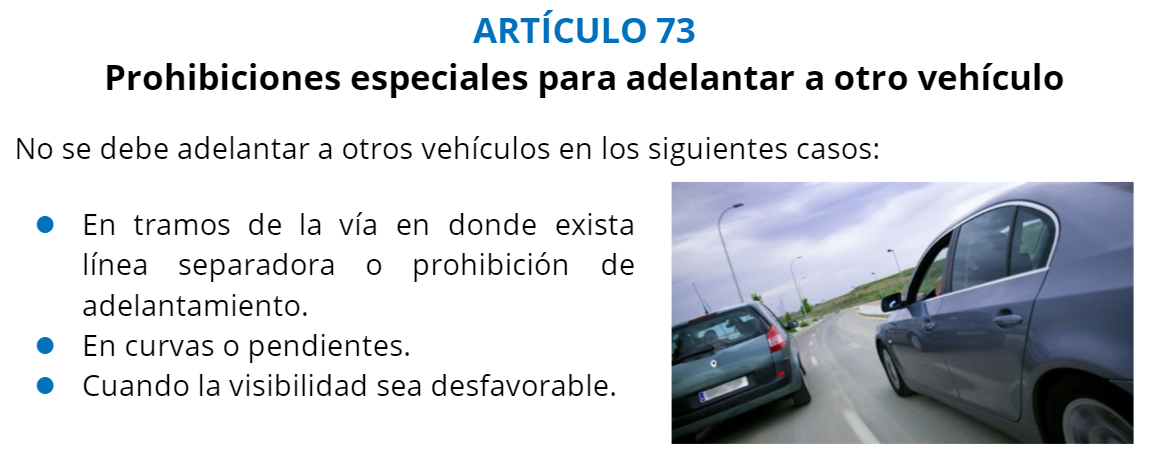 ARTÍCULO 73
Prohibiciones especiales para adelantar a otro vehículo
No se debe adelantar a otros vehículos en los siguientes casos:
En tramos de la vía en donde exista
línea separadora o prohibición de
adelantamiento.
En curvas o pendientes.
Cuando la visibilidad sea desfavorable.